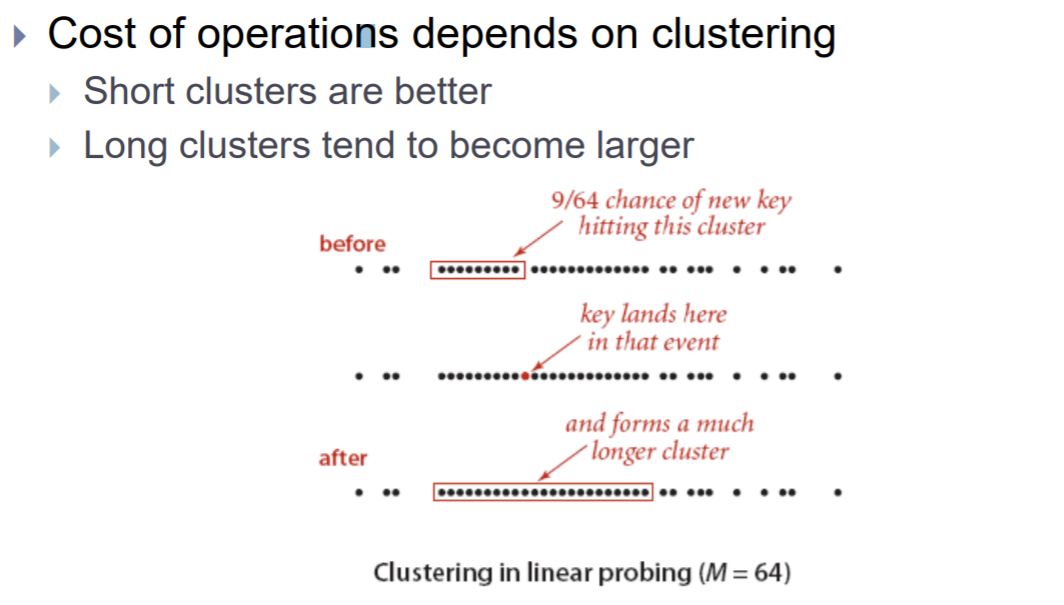 Cost of operations depends on clustering
Short clusters are better
Long clusters tend to become larger
9/64 chance of new key
hitting this cluster
before
key lands here
in that event
and forms a much
longer cluster
after
Clustering in linear probing (M = 64)